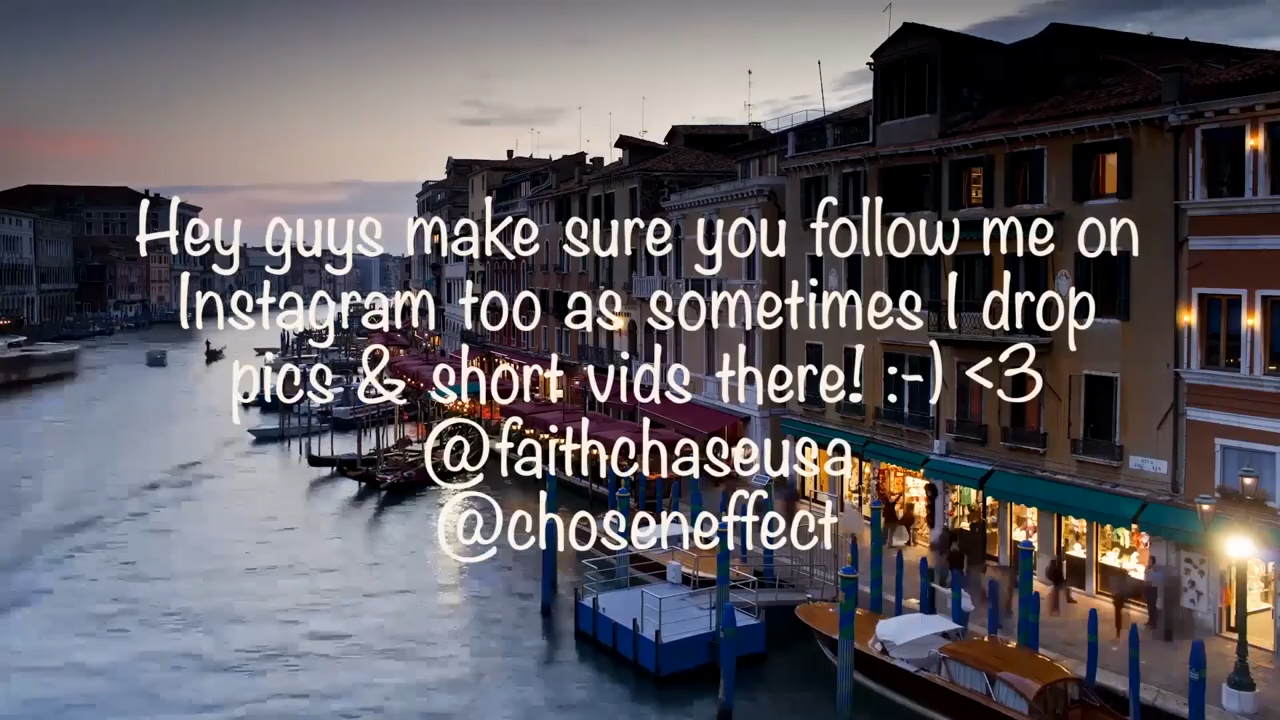 Hey guys make sure you follow me on
Instagram too as sometimes I drop
pics & short vids there! :-) <3
@faithchaseusa
@choseneffect